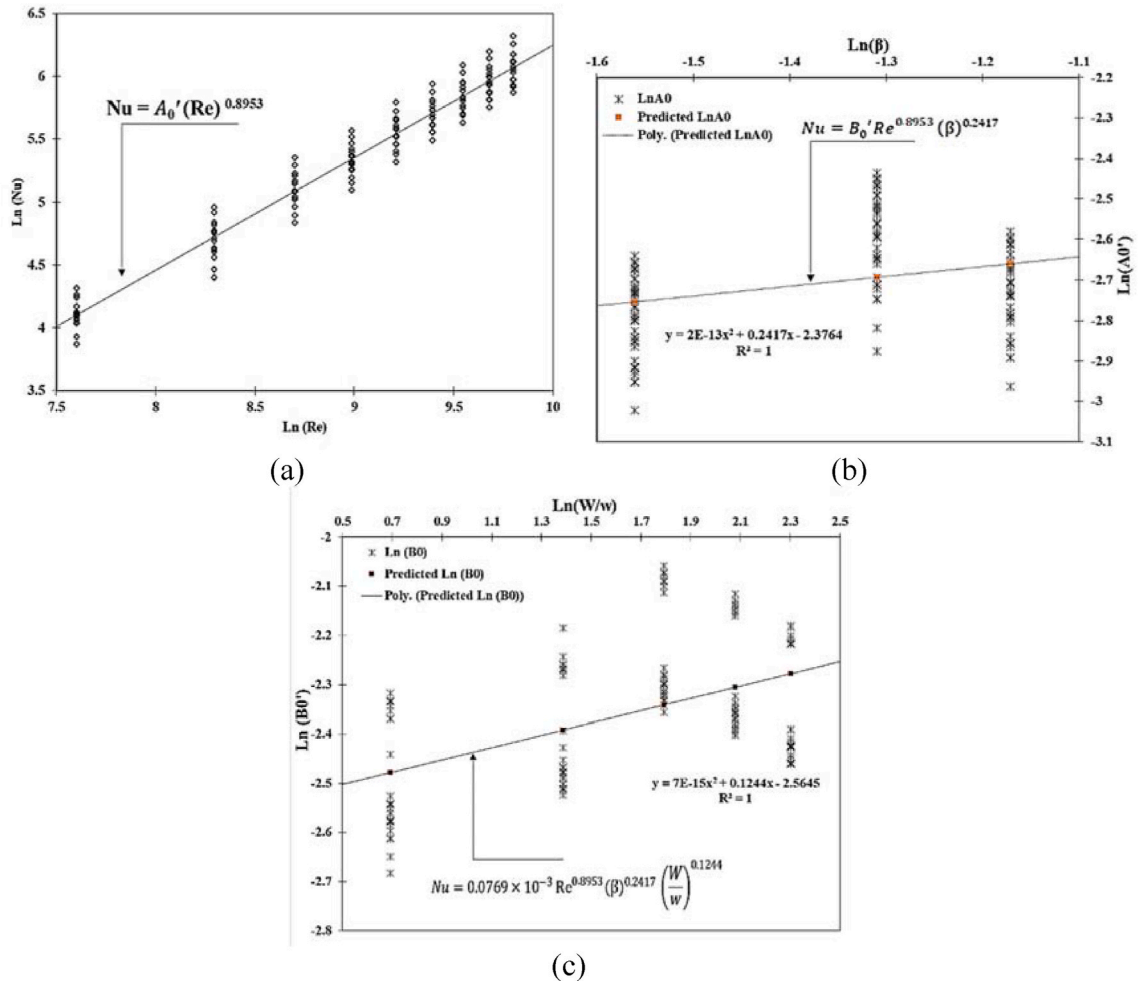 6.5
6
5.5
5
4.5
4
3.5
Ln (Nu)
Nu = A₀′(Re) ^0.8953
7.5 8 8.5 9 9.5 10
Ln (Re)
(a)
Ln(β)
-1.6 -1.5 -1.4 -1.3 -1.2 -1.1
LnA0
Predicted LnA0
Poly. (Predicted LnA0)
Nu = B₀′ Re^0.8953 (β)^0.2417
y = 2E-13x² + 0.2417x - 2.3764
R² = 1
-2.2
-2.3
-2.4
-2.5
-2.6
-2.7
-2.8
-2.9
-3
-3.1
Ln(A0')
(b)
Ln(W/w)
0.5 0.7 0.9 1.1 1.3 1.5 1.7 1.9 2.1 2.3 2.5
-2
-2.1
-2.2
-2.3
-2.4
-2.5
-2.6
-2.7
-2.8
Ln (B0')
Ln (B0)
Predicted Ln (B0)
Poly. (Predicted Ln (B0))
y = 7E-15x² + 0.1244x - 2.5645
R² = 1
Nu = 0.0769 × 10⁻³ Re^0.8953 (β)^0.2417 (W/w)^0.1244
(c)